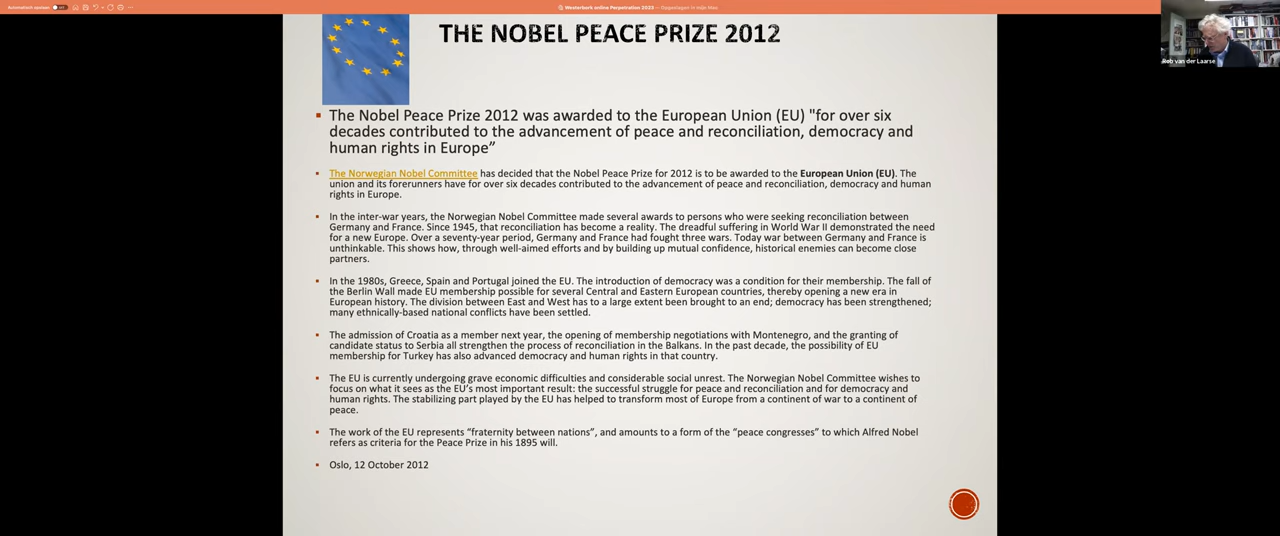 Automatisch opslaan
Westerbork online Perpetration 2023 — Opgeslagen in mijn Mac
Rob van der Laarse
THE NOBEL PEACE PRIZE 2012
The Nobel Peace Prize 2012 was awarded to the European Union (EU) "for over six
decades contributed to the advancement of peace and reconciliation, democracy and
human rights in Europe”
The Norwegian Nobel Committee has decided that the Nobel Peace Prize for 2012 is to be awarded to the European Union (EU). The
union and its forerunners have for over six decades contributed to the advancement of peace and reconciliation, democracy and human
rights in Europe.
In the inter-war years, the Norwegian Nobel Committee made several awards to persons who were seeking reconciliation between
Germany and France. Since 1945, that reconciliation has become a reality. The dreadful suffering in World War II demonstrated the need
for a new Europe. Over a seventy-year period, Germany and France had fought three wars. Today war between Germany and France is
unthinkable. This shows how, through well-aimed efforts and by building up mutual confidence, historical enemies can become close
partners.
In the 1980s, Greece, Spain and Portugal joined the EU. The introduction of democracy was a condition for their membership. The fall of
the Berlin Wall made EU membership possible for several Central and Eastern European countries, thereby opening a new era in
European history. The division between East and West has to a large extent been brought to an end; democracy has been strengthened;
many ethnically-based national conflicts have been settled.
The admission of Croatia as a member next year, the opening of membership negotiations with Montenegro, and the granting of
candidate status to Serbia all strengthen the process of reconciliation in the Balkans. In the past decade, the possibility of EU
membership for Turkey has also advanced democracy and human rights in that country.
The EU is currently undergoing grave economic difficulties and considerable social unrest. The Norwegian Nobel Committee wishes to
focus on what it sees as the EU’s most important result: the successful struggle for peace and reconciliation and for democracy and
human rights. The stabilizing part played by the EU has helped to transform most of Europe from a continent of war to a continent of
peace.
The work of the EU represents “fraternity between nations”, and amounts to a form of the “peace congresses” to which Alfred Nobel
refers as criteria for the Peace Prize in his 1895 will.
Oslo, 12 October 2012